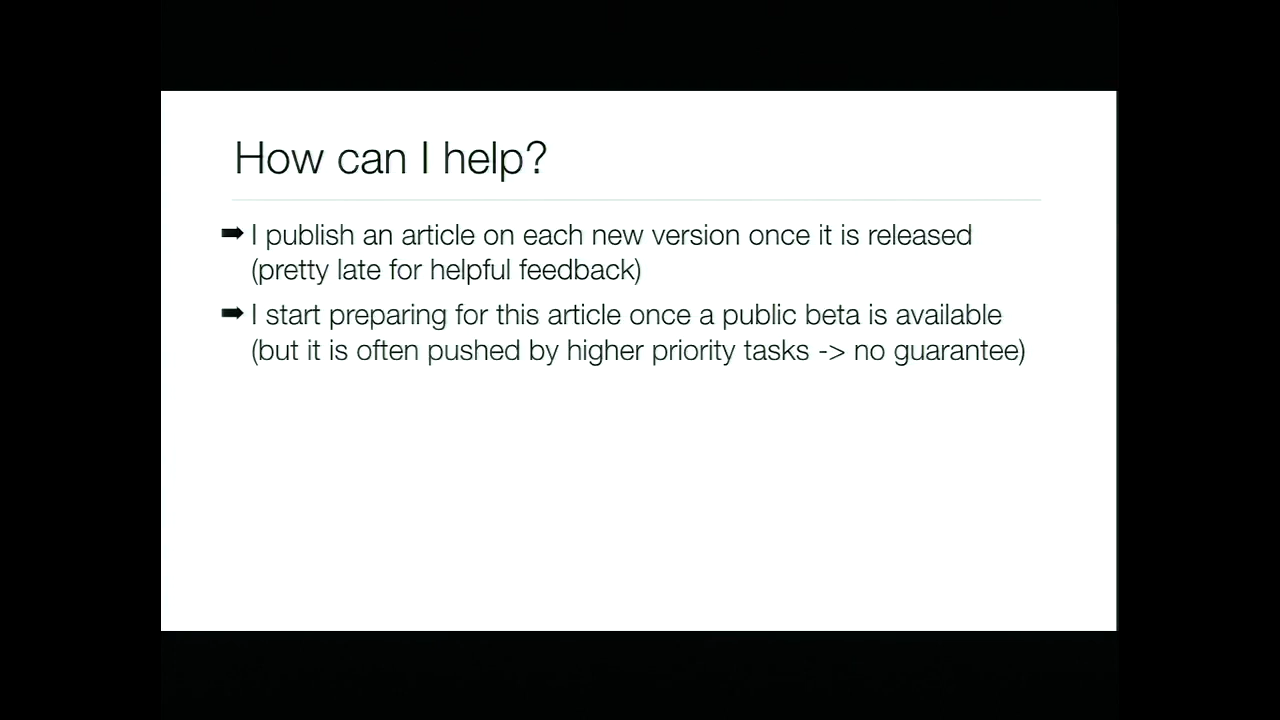 How can I help?
➡ I publish an article on each new version once it is released
(pretty late for helpful feedback)
➡ I start preparing for this article once a public beta is available
(but it is often pushed by higher priority tasks -> no guarantee)